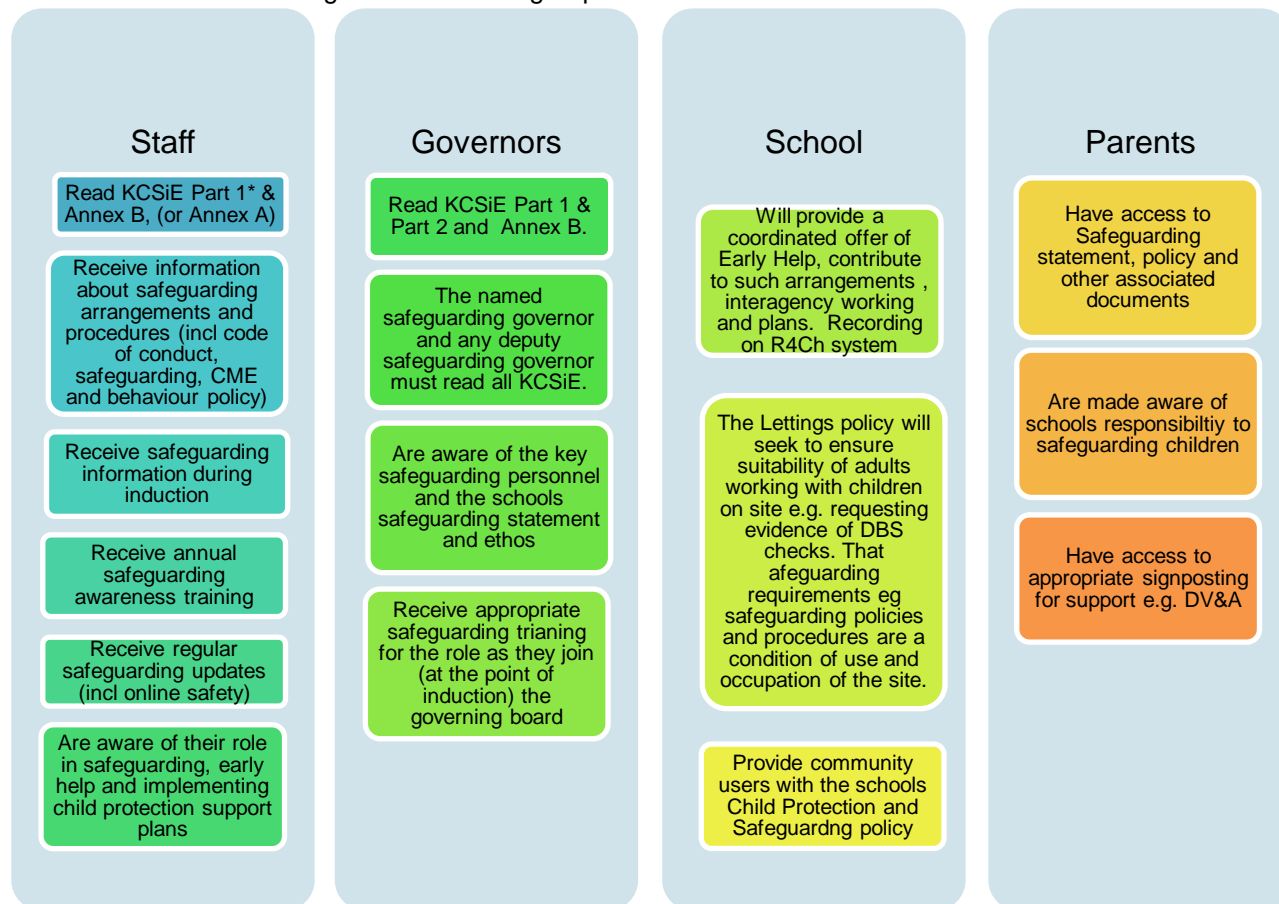 Staff
Read KCSiE Part 1* &
Annex B, (or Annex A)
Receive information
about safeguarding
arrangements and
procedures (incl code
of conduct,
safeguarding, CME
and behaviour policy)
Receive safeguarding
information during
induction
Receive annual
safeguarding
awareness training
Receive regular
safeguarding updates
(incl online safety)
Are aware of their role
in safeguarding, early
help and implementing
child protection support
plans
Governors
Read KCSiE Part 1 &
Part 2 and Annex B.
The named
safeguarding governor
and any deputy
safeguarding governor
must read all KCSiE.
Are aware of the key
safeguarding personnel
and the schools
safeguarding statement
and ethos
Receive appropriate
safeguarding trianing
for the role as they join
(at the point of
induction) the
governing board
School
Will provide a
coordinated offer of
Early Help, contribute
to such arrangements ,
interagency working
and plans. Recording
on R4Ch system
The Lettings policy will
seek to ensure
suitability of adults
working with children
on site e.g. requesting
evidence of DBS
checks. That
afeguarding
requirements eg
safeguarding policies
and procedures are a
condition of use and
occupation of the site.
Provide community
users with the schools
Child Protection and
Safeguardng policy
Parents
Have access to
Safeguarding
statement, policy and
other associated
documents
Are made aware of
schools responsibiltiy to
safeguarding children
Have access to
appropriate signposting
for support e.g. DV&A